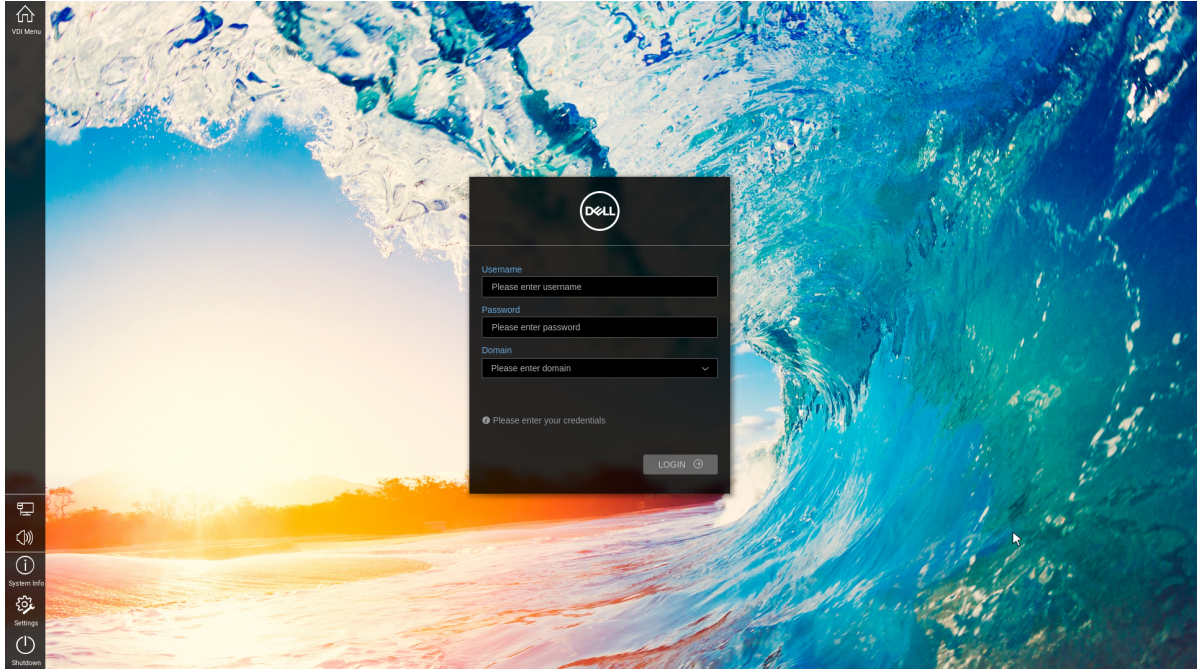 VDI Menu
DELL
Username
Please enter username
Password
Please enter password
Domain
Please enter domain
Please enter your credentials
LOGIN
System Info
Settings
Shutdown